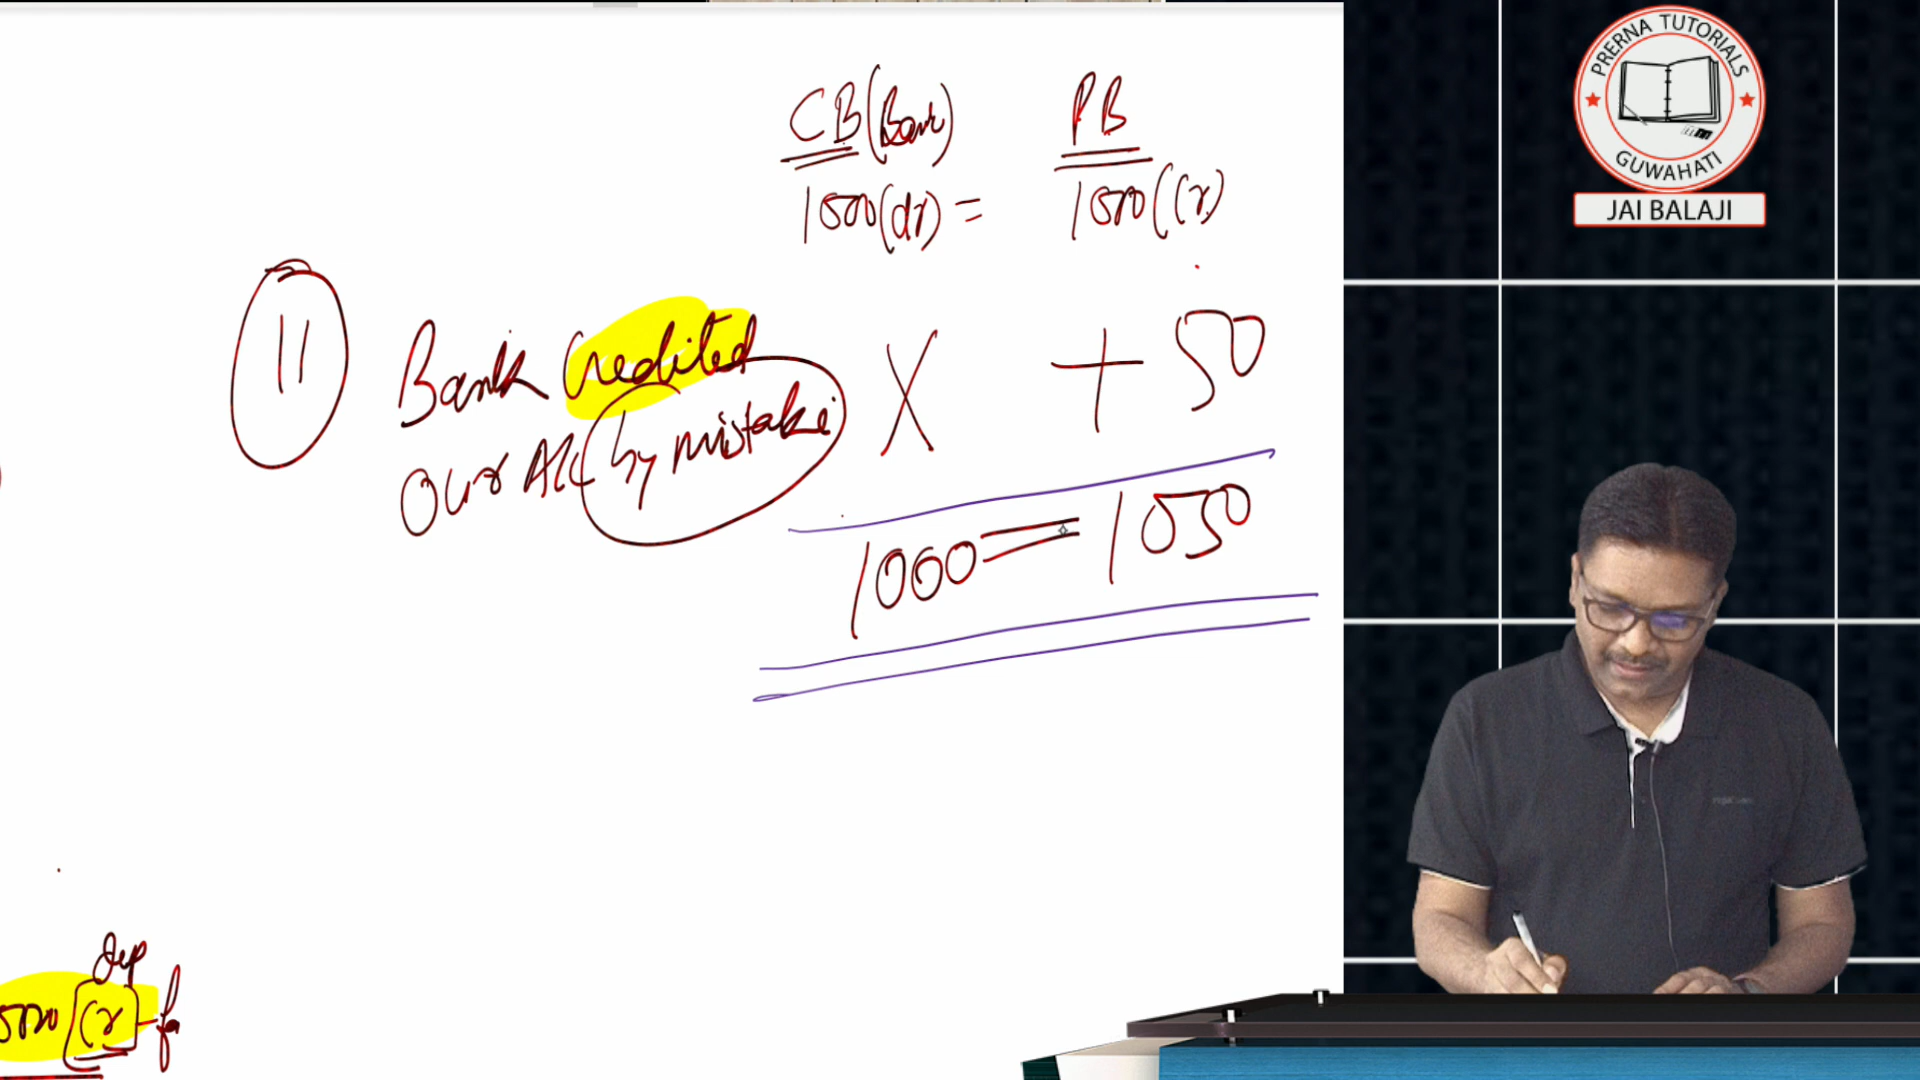 CB (Bank) PB
1000 (dr) = 1000 (Cr)
11 Bank Credited X + 50
Our A/c by mistake
1000 = 1050
dep
5000 (Cr)
PRERNA TUTORIALS
GUWAHATI
JAI BALAJI